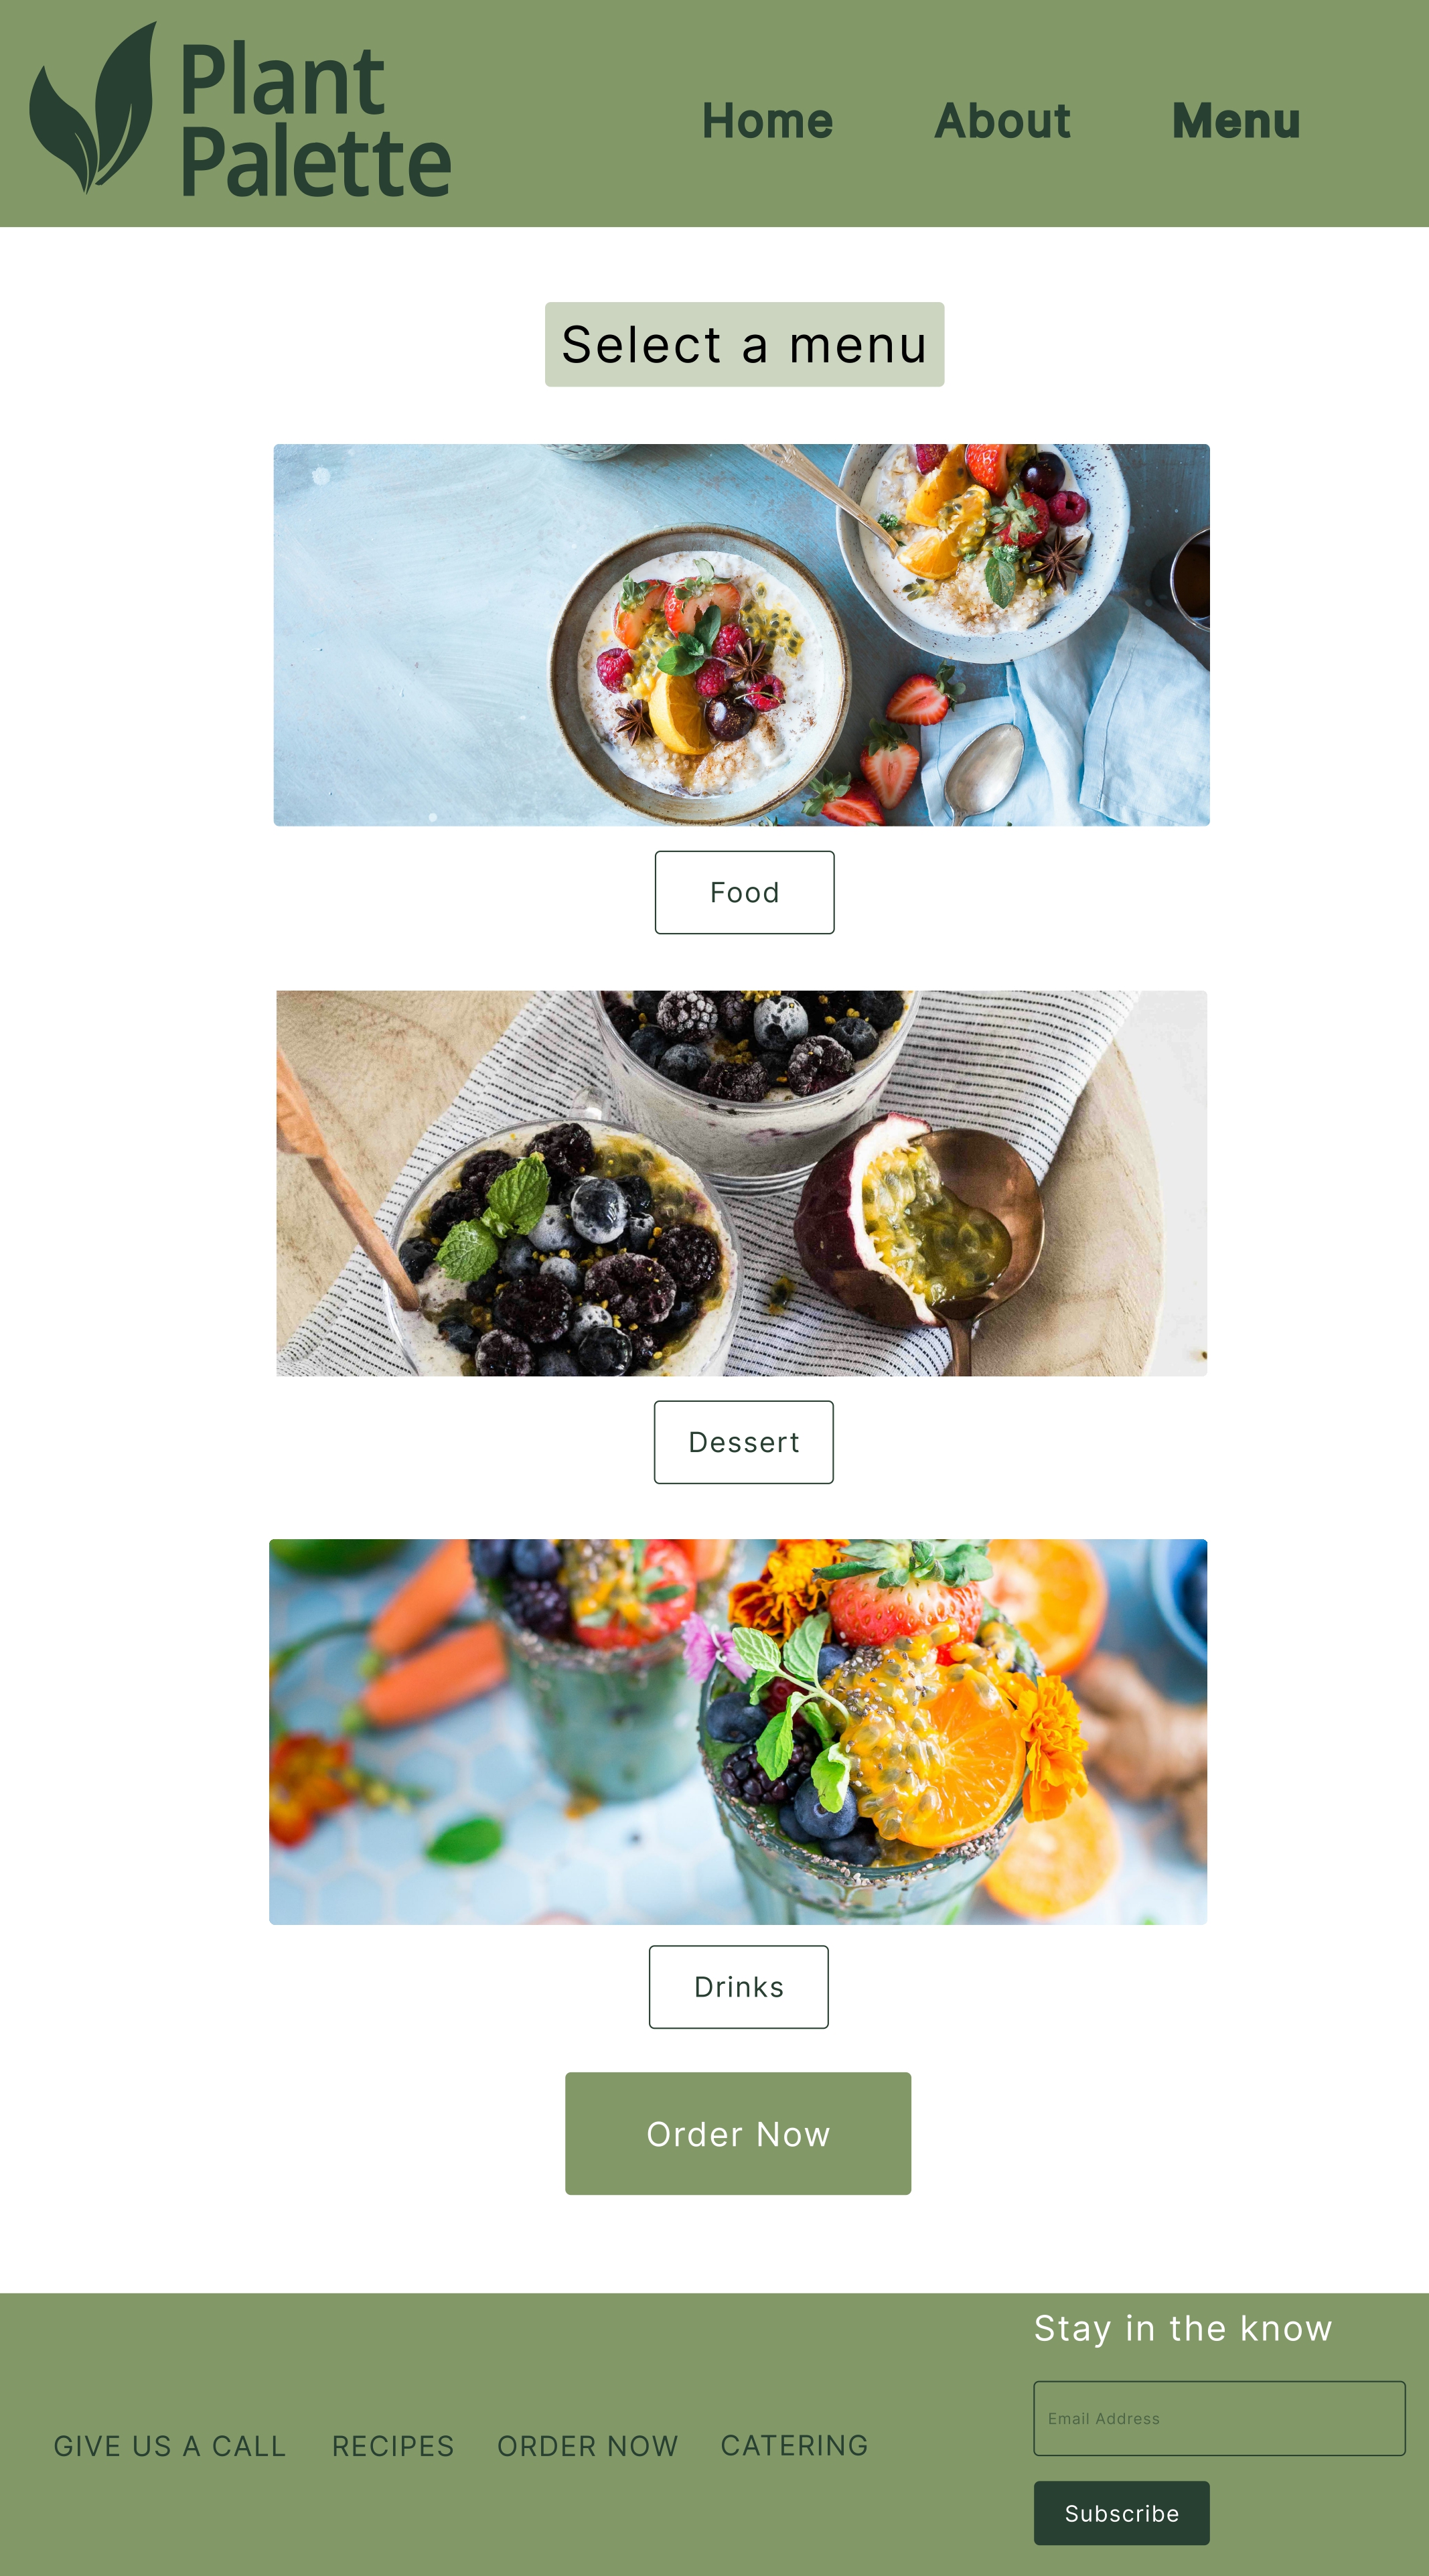 Plant
Palette
Home About Menu
Select a menu
Food
Dessert
Drinks
Order Now
Stay in the know
Email Address
GIVE US A CALL RECIPES ORDER NOW CATERING
Subscribe